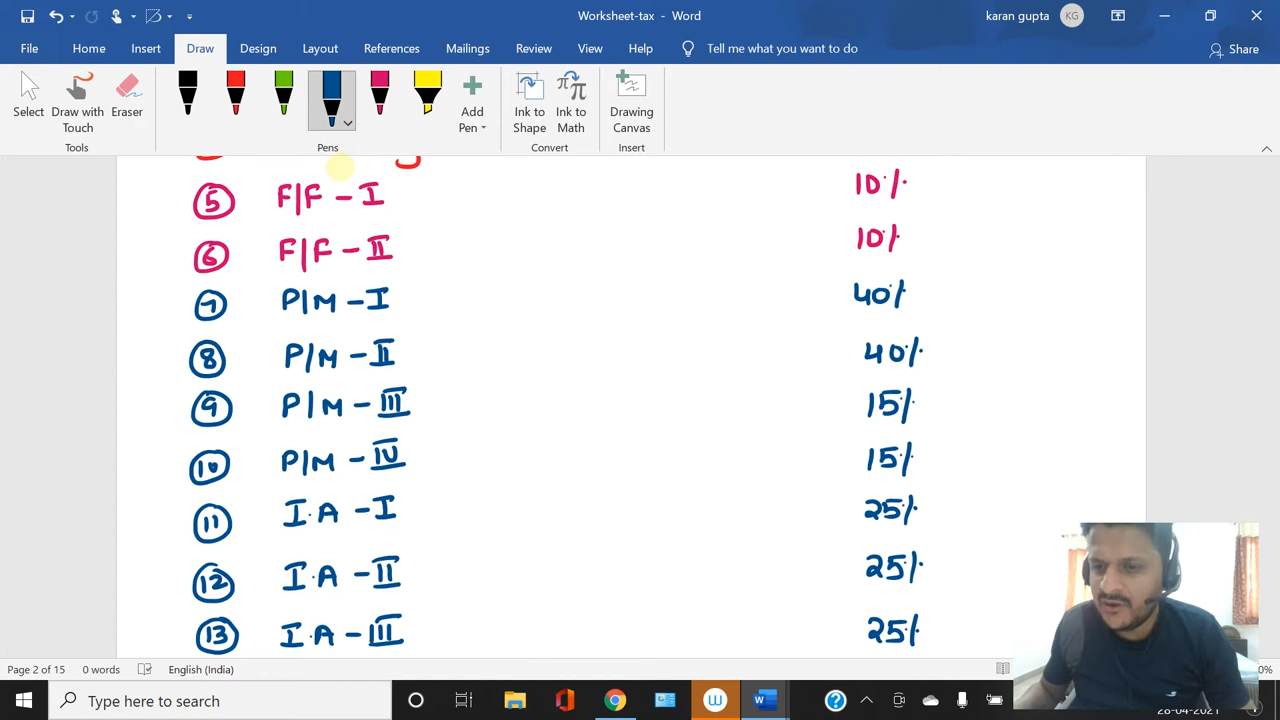 Worksheet-tax - Word
karan gupta KG
File Home Insert Draw Design Layout References Mailings Review View Help Tell me what you want to do Share
Select Draw with Touch Eraser Add Pen Ink to Shape Ink to Math Drawing Canvas
Tools Pens Convert Insert
5 F/F - I 10%
6 F/F - II 10%
7 P/M - I 40%
8 P/M - II 40%
9 P/M - III 15%
10 P/M - IV 15%
11 I.A - I 25%
12 I.A - II 25%
13 I.A - III 25%
Page 2 of 15 0 words English (India)
Type here to search
28-04-2021